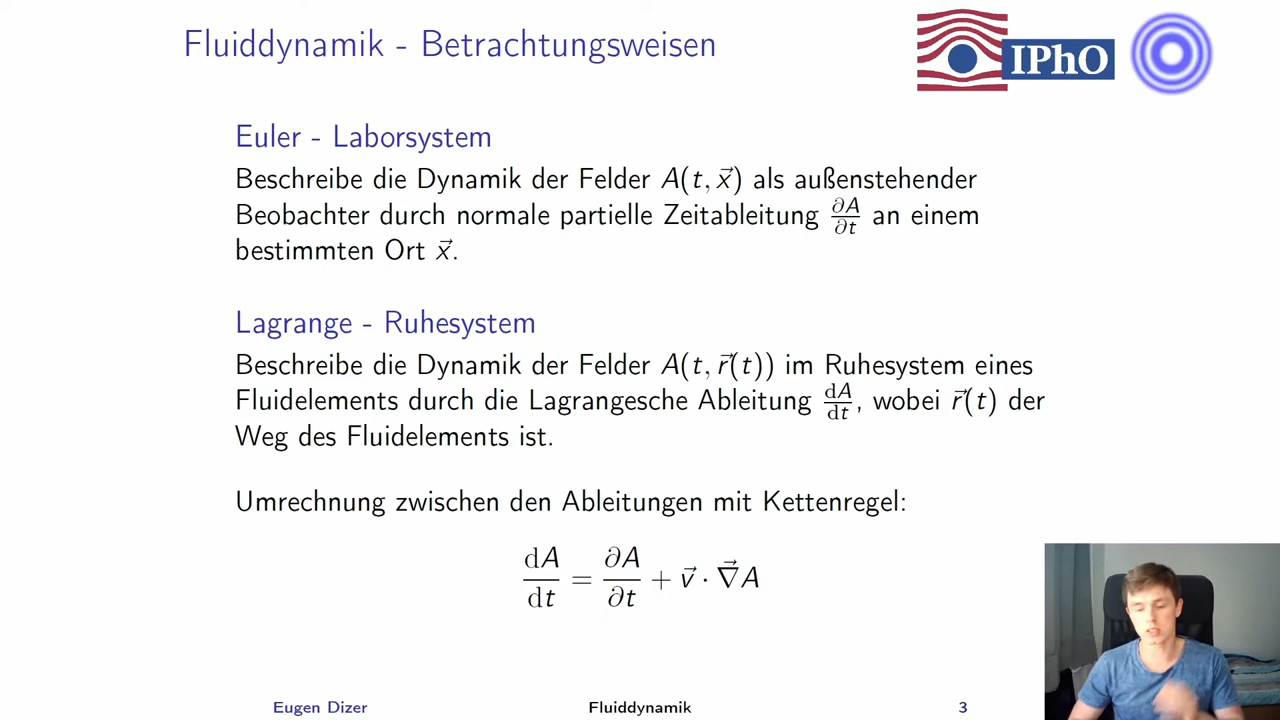 Fluiddynamik - Betrachtungsweisen
IPhO
Euler - Laborsystem
Beschreibe die Dynamik der Felder A(t, x⃗) als außenstehender
Beobachter durch normale partielle Zeitableitung ∂A/∂t an einem
bestimmten Ort x⃗.
Lagrange - Ruhesystem
Beschreibe die Dynamik der Felder A(t, r⃗(t)) im Ruhesystem eines
Fluidelements durch die Lagrangesche Ableitung dA/dt, wobei r⃗(t) der
Weg des Fluidelements ist.
Umrechnung zwischen den Ableitungen mit Kettenregel:
dA/dt = ∂A/∂t + v⃗ · ∇⃗A
Eugen Dizer Fluiddynamik 3